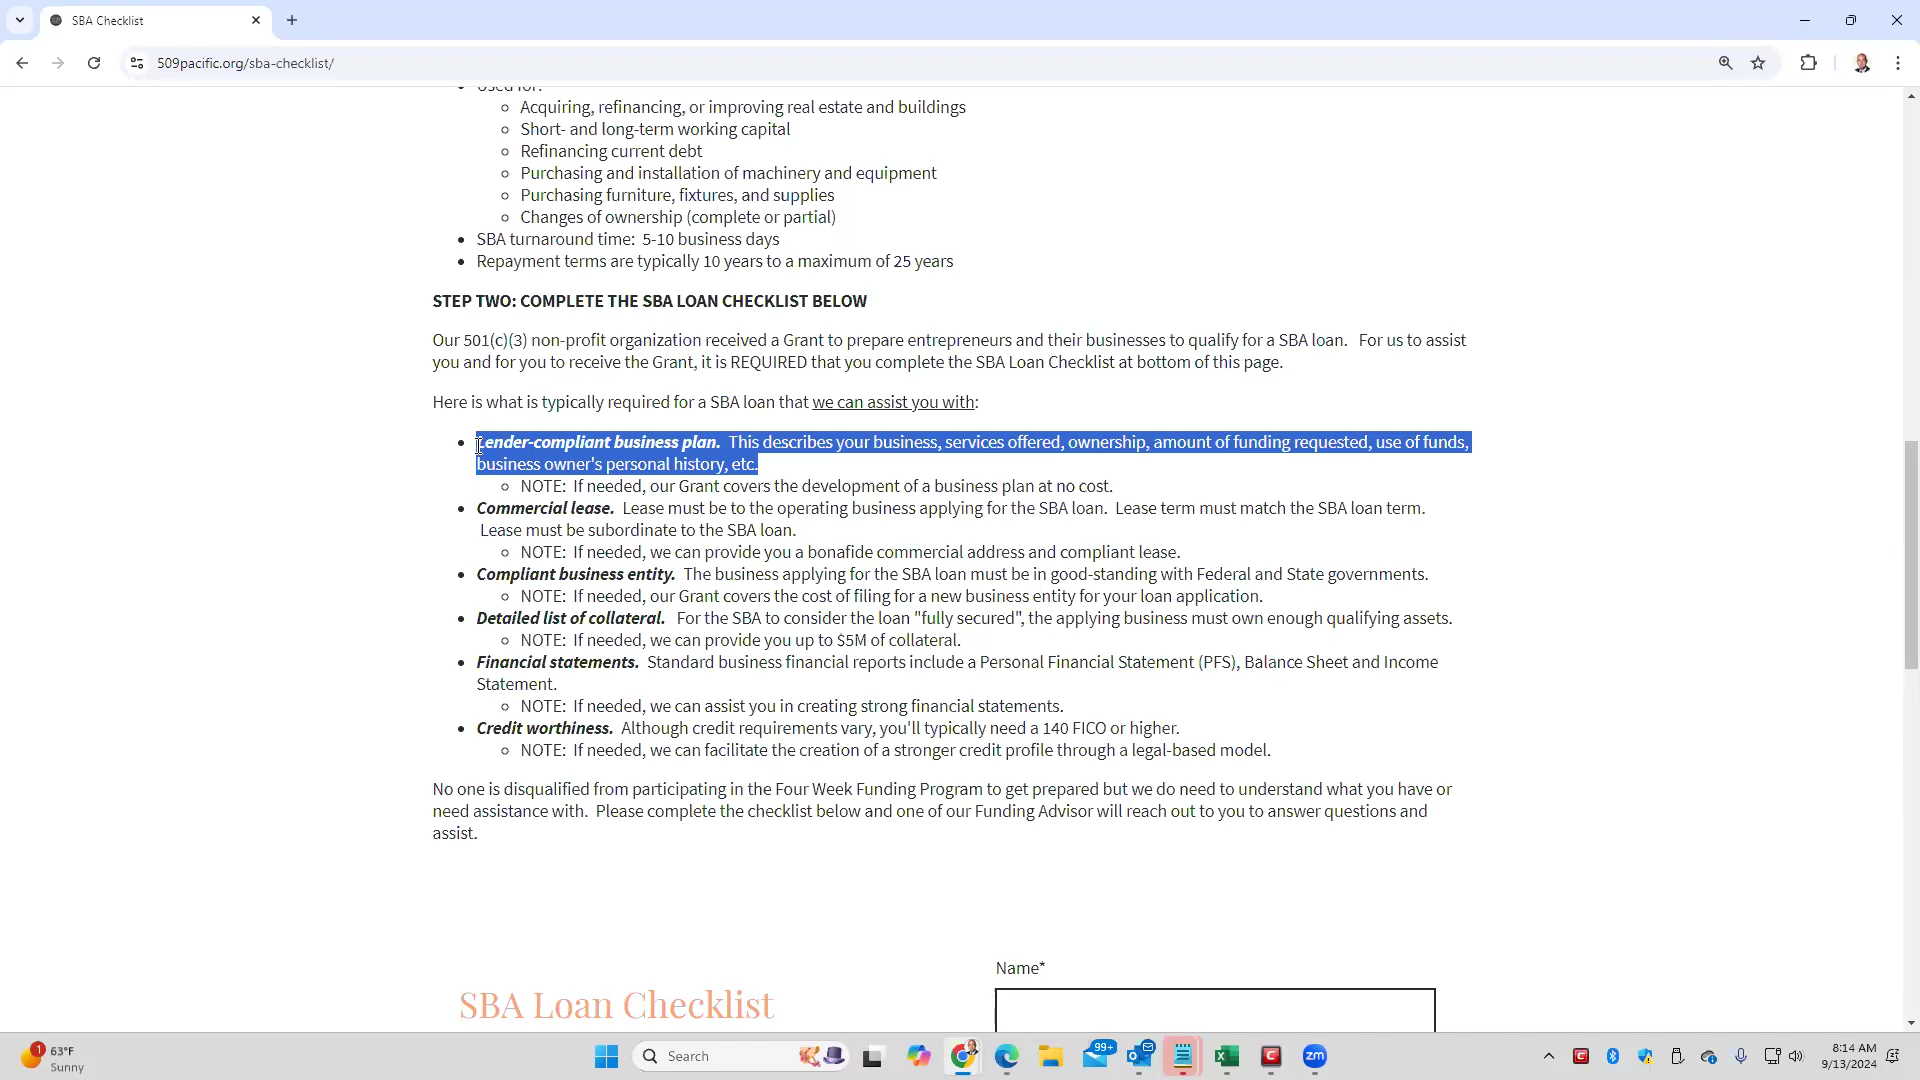 SBA Checklist
509pacific.org/sba-checklist/
Used for:
Acquiring, refinancing, or improving real estate and buildings
Short- and long-term working capital
Refinancing current debt
Purchasing and installation of machinery and equipment
Purchasing furniture, fixtures, and supplies
Changes of ownership (complete or partial)
SBA turnaround time:  5-10 business days
Repayment terms are typically 10 years to a maximum of 25 years
STEP TWO: COMPLETE THE SBA LOAN CHECKLIST BELOW
Our 501(c)(3) non-profit organization received a Grant to prepare entrepreneurs and their businesses to qualify for a SBA loan.   For us to assist
you and for you to receive the Grant, it is REQUIRED that you complete the SBA Loan Checklist at bottom of this page.
Here is what is typically required for a SBA loan that we can assist you with:
Lender-compliant business plan.  This describes your business, services offered, ownership, amount of funding requested, use of funds,
business owner's personal history, etc.
NOTE:  If needed, our Grant covers the development of a business plan at no cost.
Commercial lease.  Lease must be to the operating business applying for the SBA loan.  Lease term must match the SBA loan term.
Lease must be subordinate to the SBA loan.
NOTE:  If needed, we can provide you a bonafide commercial address and compliant lease.
Compliant business entity.  The business applying for the SBA loan must be in good-standing with Federal and State governments.
NOTE:  If needed, our Grant covers the cost of filing for a new business entity for your loan application.
Detailed list of collateral.   For the SBA to consider the loan "fully secured", the applying business must own enough qualifying assets.
NOTE:  If needed, we can provide you up to $5M of collateral.
Financial statements.  Standard business financial reports include a Personal Financial Statement (PFS), Balance Sheet and Income
Statement.
NOTE:  If needed, we can assist you in creating strong financial statements.
Credit worthiness.  Although credit requirements vary, you'll typically need a 140 FICO or higher.
NOTE:  If needed, we can facilitate the creation of a stronger credit profile through a legal-based model.
No one is disqualified from participating in the Four Week Funding Program to get prepared but we do need to understand what you have or
need assistance with.  Please complete the checklist below and one of our Funding Advisor will reach out to you to answer questions and
assist.
Name*
SBA Loan Checklist
1
63°F
Sunny
Search
99+
zm
8:14 AM
9/13/2024